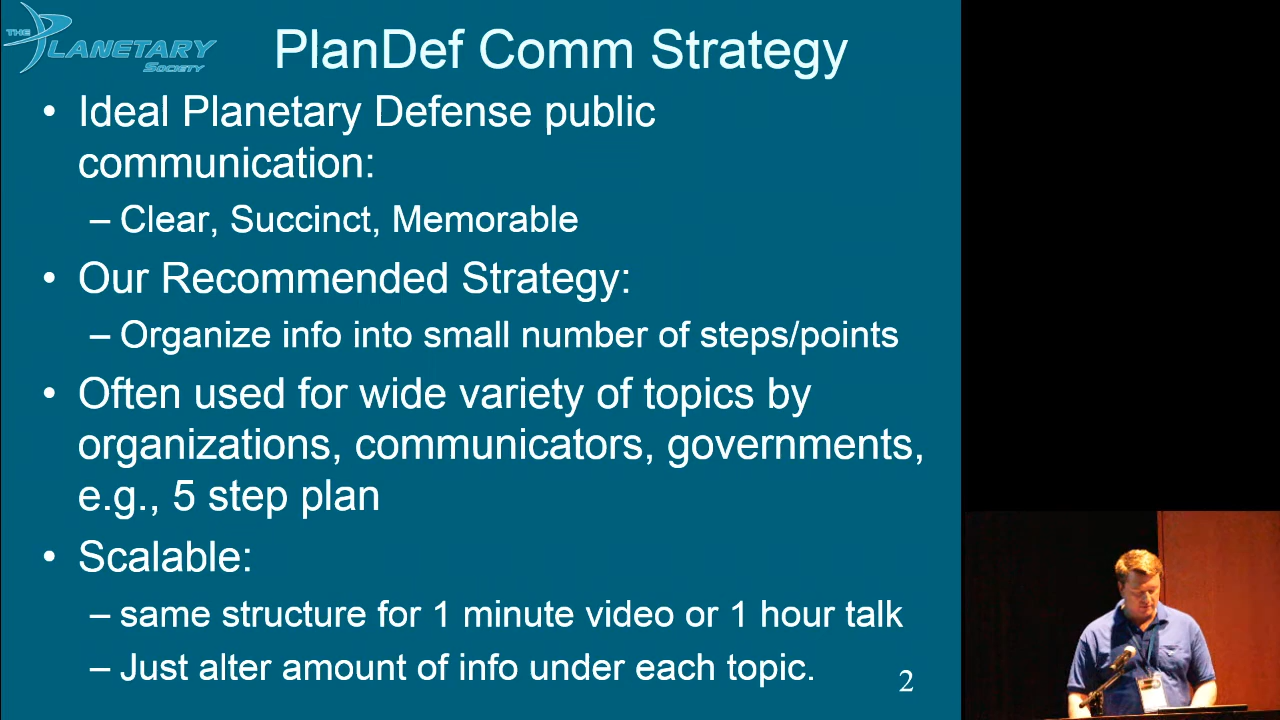 THE PLANETARY SOCIETY
PlanDef Comm Strategy
• Ideal Planetary Defense public
communication:
– Clear, Succinct, Memorable
• Our Recommended Strategy:
– Organize info into small number of steps/points
• Often used for wide variety of topics by
organizations, communicators, governments,
e.g., 5 step plan
• Scalable:
– same structure for 1 minute video or 1 hour talk
– Just alter amount of info under each topic.
2